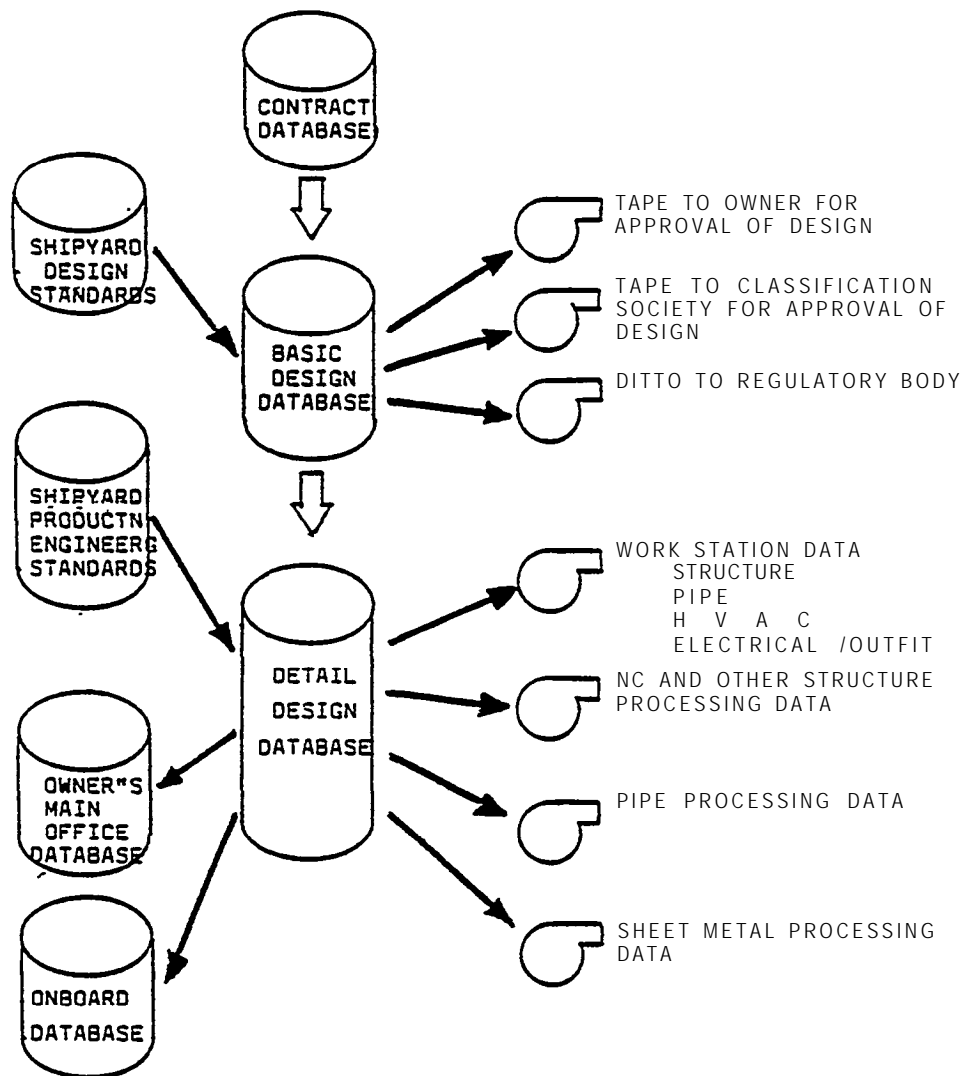 CONTRACT
DATABASE
SHIPYARD
DESIGN
STANDARDS
TAPE TO OWNER FOR
APPROVAL OF DESIGN
TAPE TO CLASSIFICATION
SOCIETY FOR APPROVAL OF
DESIGN
BASIC
DESIGN
DATABASE
DITTO TO REGULATORY BODY
SHIPYARD
PRODUCTN
ENGINEERG
STANDARDS
WORK STATION DATA
STRUCTURE
PIPE
H V A C
ELECTRICAL /OUTFIT
DETAIL
DESIGN
DATABASE
NC AND OTHER STRUCTURE
PROCESSING DATA
OWNER"S
MAIN
OFFICE
DATABASE
PIPE PROCESSING DATA
SHEET METAL PROCESSING
DATA
ONBOARD
DATABASE